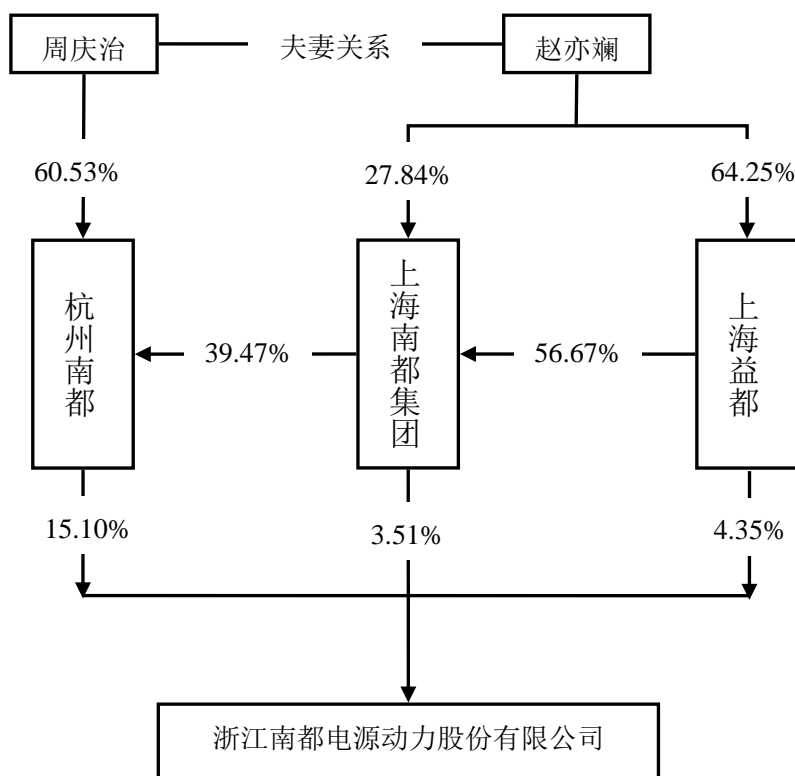 周庆治
夫妻关系
赵亦斓
60.53%
27.84%
64.25%
杭州南都
39.47%
上海南都集团
56.67%
上海益都
15.10%
3.51%
4.35%
浙江南都电源动力股份有限公司